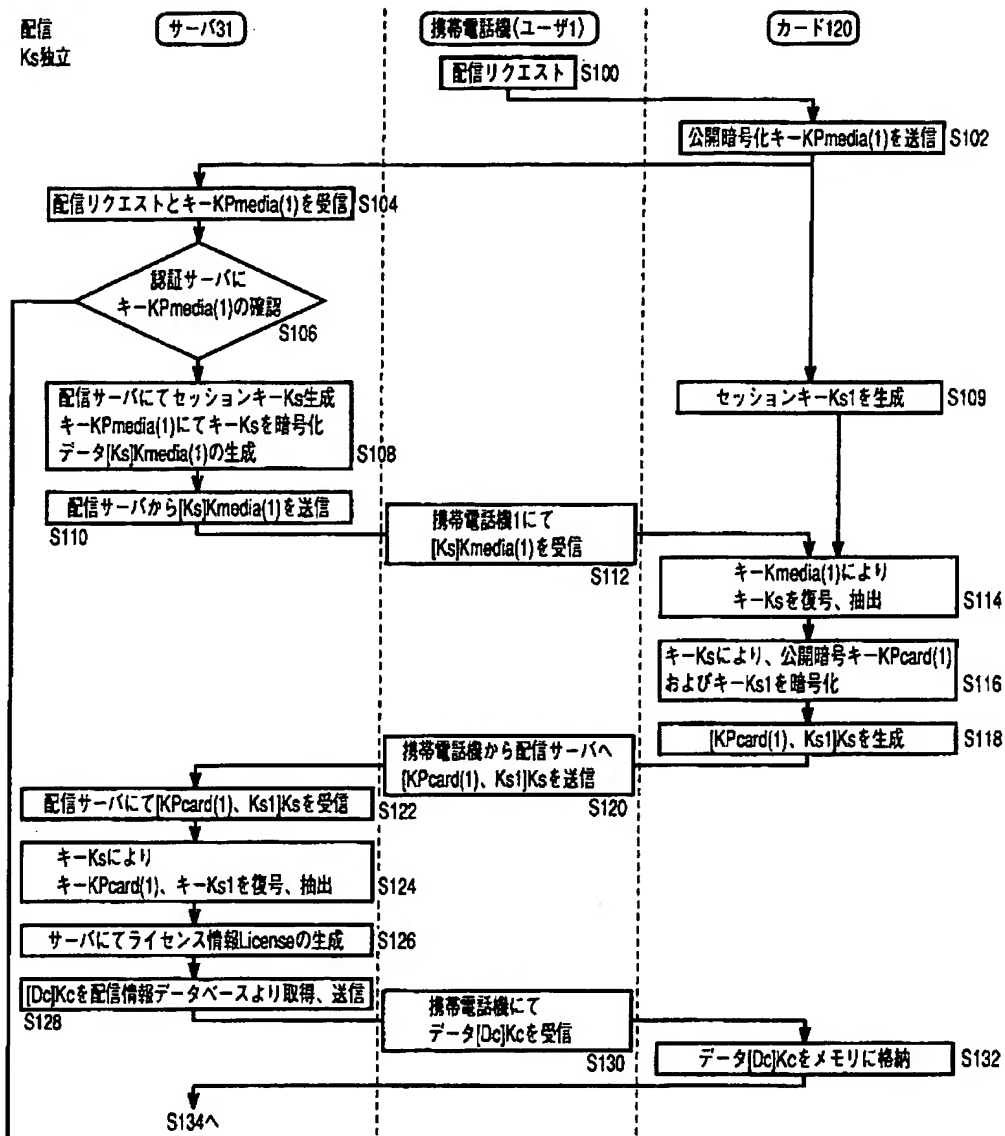 配信
Ks独立
サーバ31
携帯電話機(ユーザ1)
カード120
配信リクエスト
S100
公開暗号化キーKPmedia(1)を送信
S102
配信リクエストとキーKPmedia(1)を受信
S104
認証サーバに
キーKPmedia(1)の確認
S106
配信サーバにてセッションキーKs生成
キーKPmedia(1)にてキーKsを暗号化
データ[Ks]Kmedia(1)の生成
S108
セッションキーKs1を生成
S109
配信サーバから[Ks]Kmedia(1)を送信
S110
携帯電話機1にて
[Ks]Kmedia(1)を受信
S112
キーKmedia(1)により
キーKsを復号、抽出
S114
キーKsにより、公開暗号キーKPcard(1)
およびキーKs1を暗号化
S116
[KPcard(1)、Ks1]Ksを生成
S118
携帯電話機から配信サーバへ
[KPcard(1)、Ks1]Ksを送信
S120
配信サーバにて[KPcard(1)、Ks1]Ksを受信
S122
キーKsにより
キーKPcard(1)、キーKs1を復号、抽出
S124
サーバにてライセンス情報Licenseの生成
S126
[Dc]Kcを配信情報データベースより取得、送信
S128
携帯電話機にて
データ[Dc]Kcを受信
S130
データ[Dc]Kcをメモリに格納
S132
S134へ